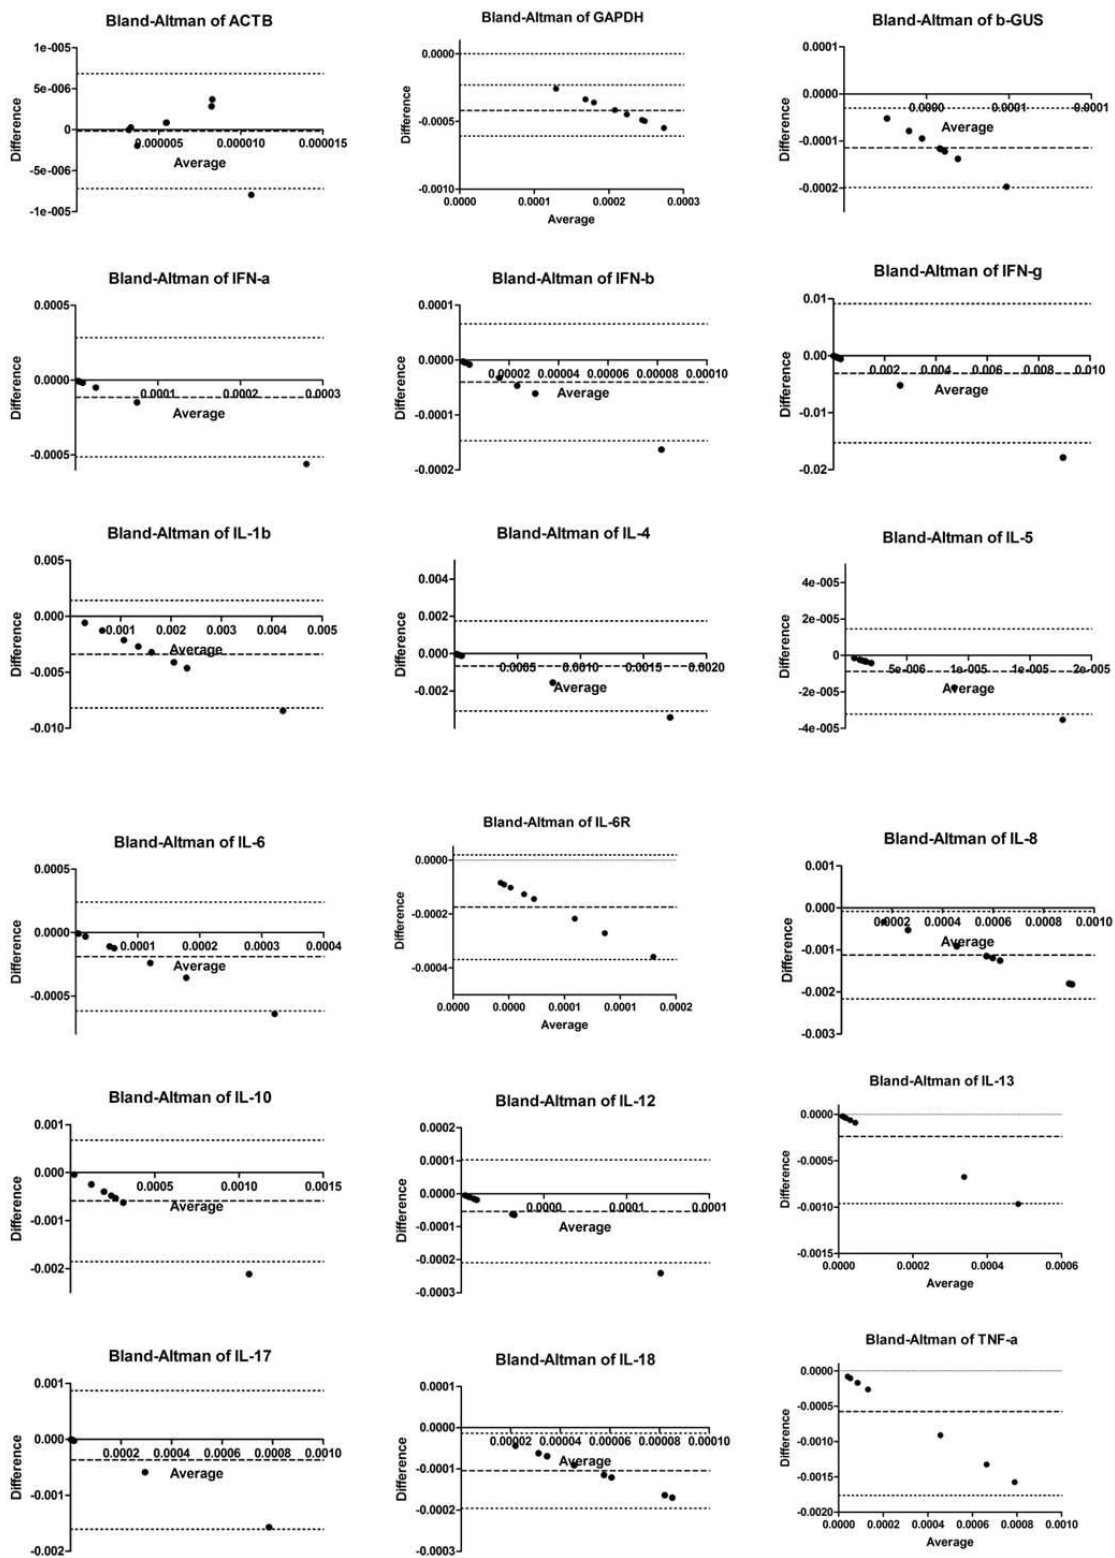 Bland-Altman of ACTB
1e-005
5e-006
0
-5e-006
-1e-005
0.000005
0.000010
0.000015
Difference
Average
Bland-Altman of GAPDH
0.0000
-0.0005
-0.0010
0.0000
0.0001
0.0002
0.0003
Difference
Average
Bland-Altman of b-GUS
0.0001
0.0000
-0.0001
-0.0002
0.0000
0.0001
0.0001
Difference
Average
Bland-Altman of IFN-a
0.0005
0.0000
-0.0005
0.0001
0.0002
0.0003
Difference
Average
Bland-Altman of IFN-b
0.0001
0.0000
-0.0001
-0.0002
0.00002
0.00004
0.00006
0.00008
0.00010
Difference
Average
Bland-Altman of IFN-g
0.01
0.00
-0.01
-0.02
0.002
0.004
0.006
0.008
0.010
Difference
Average
Bland-Altman of IL-1b
0.005
0.000
-0.005
-0.010
0.001
0.002
0.003
0.004
0.005
Difference
Average
Bland-Altman of IL-4
0.004
0.002
0.000
-0.002
0.0005
0.0010
0.0015
0.0020
Difference
Average
Bland-Altman of IL-5
4e-005
2e-005
0
-2e-005
-4e-005
5e-006
1e-005
1e-005
2e-005
Difference
Average
Bland-Altman of IL-6
0.0005
0.0000
-0.0005
0.0001
0.0002
0.0003
0.0004
Difference
Average
Bland-Altman of IL-6R
0.0000
-0.0002
-0.0004
0.0000
0.0000
0.0001
0.0001
0.0002
Difference
Average
Bland-Altman of IL-8
0.001
0.000
-0.001
-0.002
-0.003
0.0002
0.0004
0.0006
0.0008
0.0010
Difference
Average
Bland-Altman of IL-10
0.001
0.000
-0.001
-0.002
0.0005
0.0010
0.0015
Difference
Average
Bland-Altman of IL-12
0.0002
0.0001
0.0000
-0.0001
-0.0002
-0.0003
0.0000
0.0001
0.0001
Difference
Average
Bland-Altman of IL-13
0.0000
-0.0005
-0.0010
-0.0015
0.0000
0.0002
0.0004
0.0006
Difference
Average
Bland-Altman of IL-17
0.001
0.000
-0.001
-0.002
0.0002
0.0004
0.0006
0.0008
0.0010
Difference
Average
Bland-Altman of IL-18
0.0001
0.0000
-0.0001
-0.0002
-0.0003
0.00002
0.00004
0.00006
0.00008
0.00010
Difference
Average
Bland-Altman of TNF-a
0.0000
-0.0005
-0.0010
-0.0015
-0.0020
0.0000
0.0002
0.0004
0.0006
0.0008
0.0010
Difference
Average